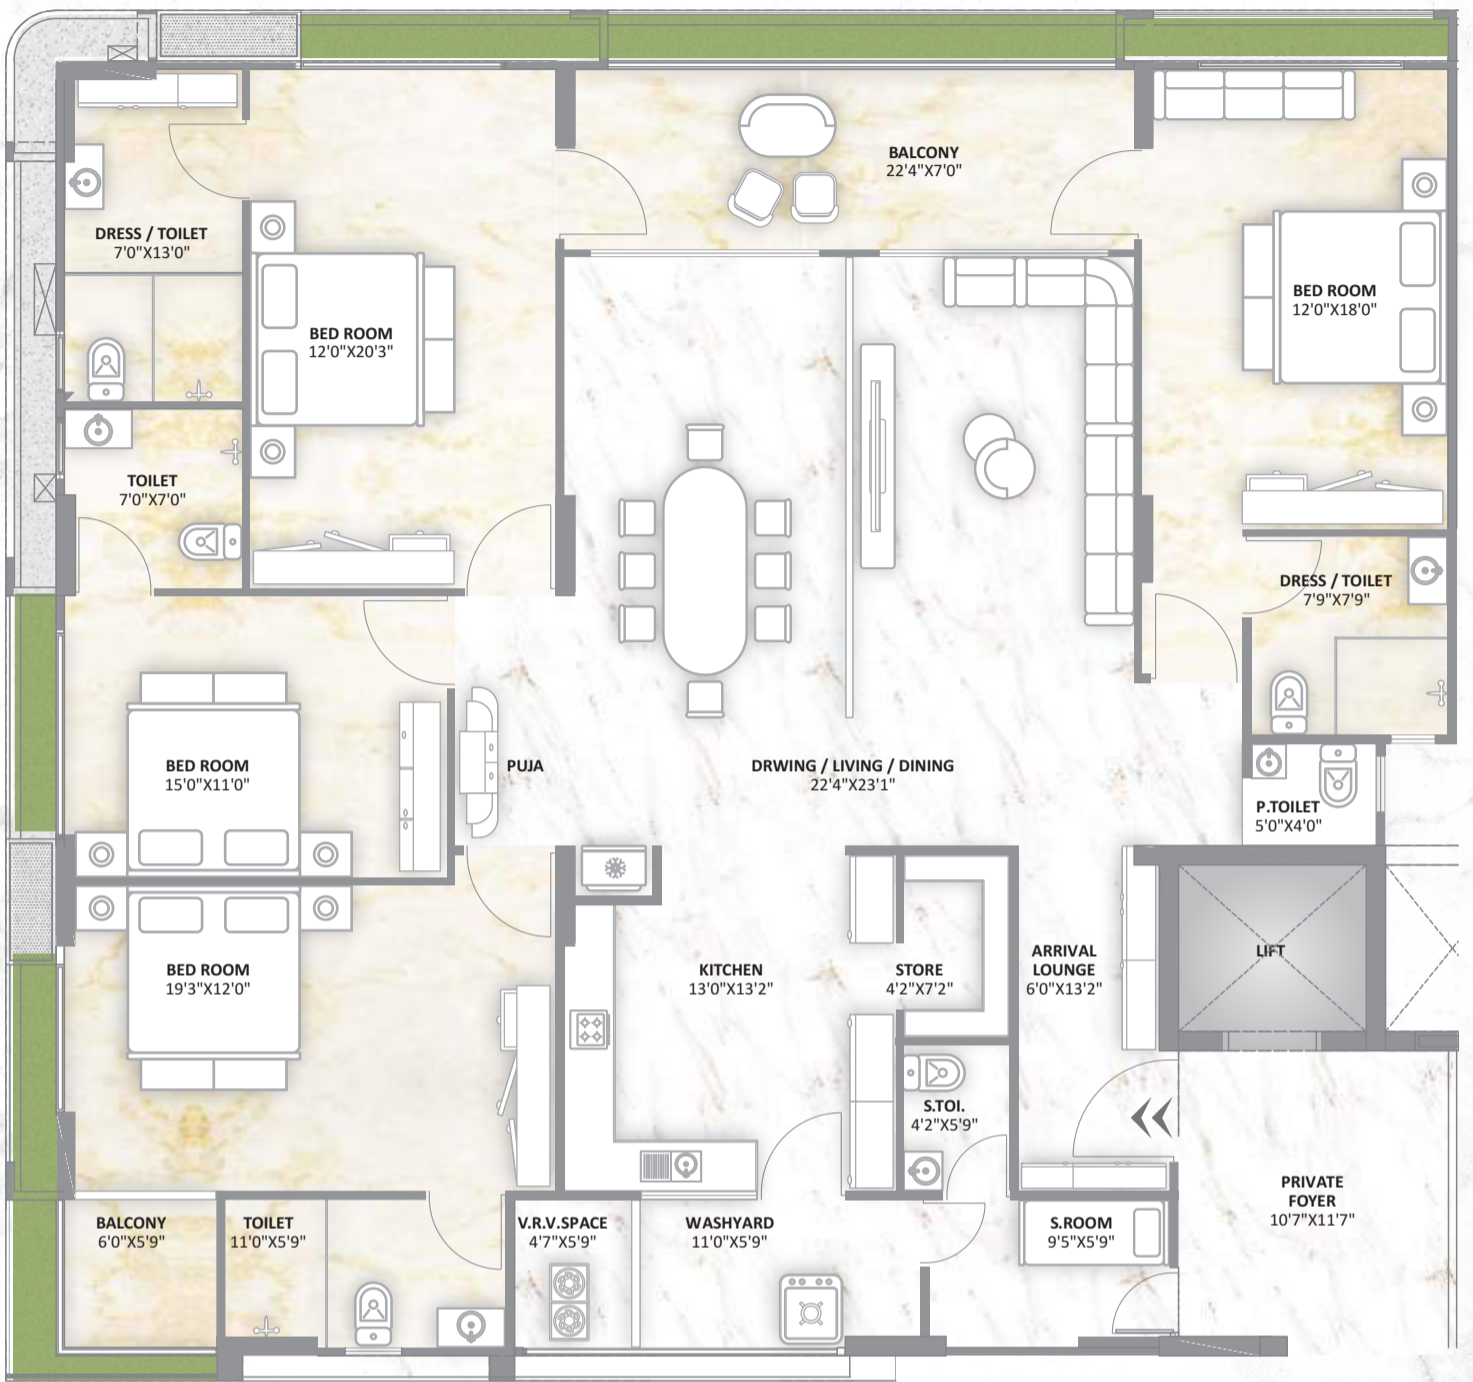 BALCONY
22'4"X7'0"
DRESS / TOILET
7'0"X13'0"
BED ROOM
12'0"X20'3"
BED ROOM
12'0"X18'0"
TOILET
7'0"X7'0"
DRESS / TOILET
7'9"X7'9"
BED ROOM
15'0"X11'0"
PUJA
DRWING / LIVING / DINING
22'4"X23'1"
P.TOILET
5'0"X4'0"
BED ROOM
19'3"X12'0"
KITCHEN
13'0"X13'2"
STORE
4'2"X7'2"
ARRIVAL
LOUNGE
6'0"X13'2"
LIFT
S.TOI.
4'2"X5'9"
PRIVATE
FOYER
10'7"X11'7"
BALCONY
6'0"X5'9"
TOILET
11'0"X5'9"
V.R.V.SPACE
4'7"X5'9"
WASHYARD
11'0"X5'9"
S.ROOM
9'5"X5'9"